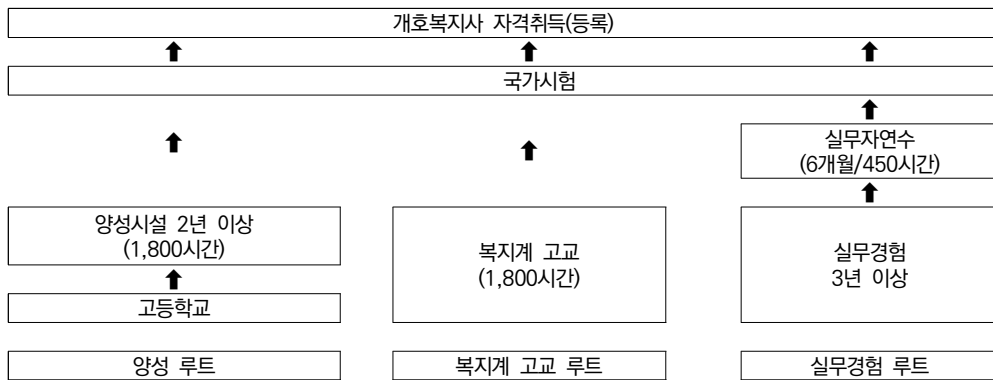 개호복지사 자격취득(등록)
국가시험
실무자연수
(6개월/450시간)
양성시설 2년 이상
(1,800시간)
복지계 고교
(1,800시간)
실무경험
3년 이상
고등학교
양성 루트
복지계 고교 루트
실무경험 루트